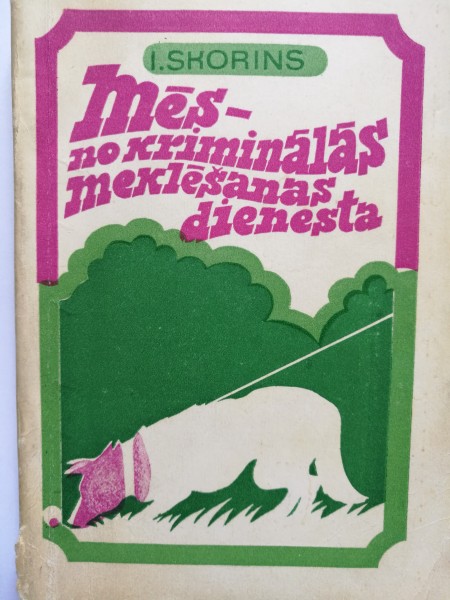 I.SKORINS
Mēs-
no kriminālās
meklēšanas
dienesta